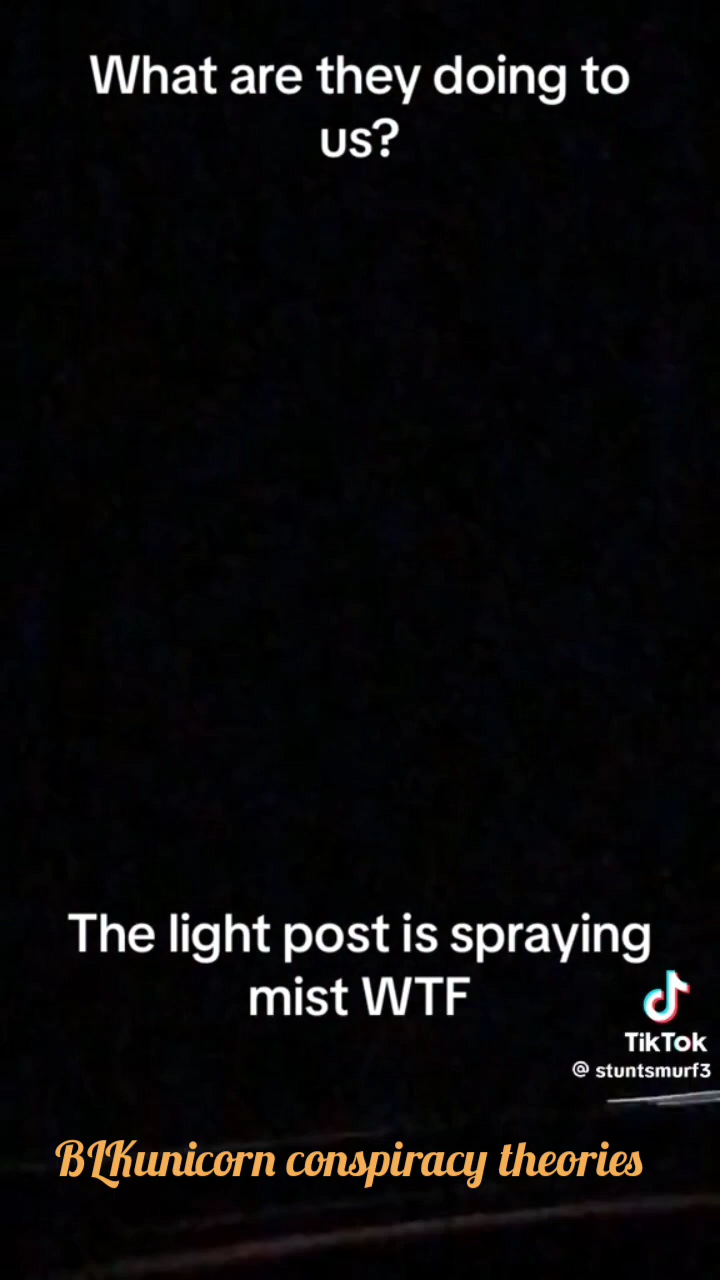 What are they doing to
us?
The light post is spraying
mist WTF
TikTok
@ stuntsmurf3
BLKunicorn conspiracy theories